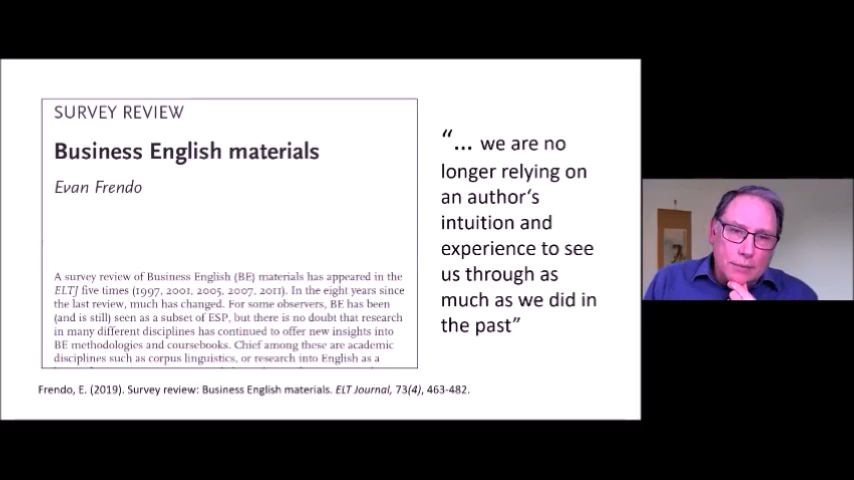 SURVEY REVIEW
Business English materials
Evan Frendo
A survey review of Business English (BE) materials has appeared in the
ELTJ five times (1997, 2001, 2005, 2007, 2011). In the eight years since
the last review, much has changed. For some observers, BE has been
(and is still) seen as a subset of ESP, but there is no doubt that research
in many different disciplines has continued to offer new insights into
BE methodologies and coursebooks. Chief among these are academic
disciplines such as corpus linguistics, or research into English as a
“... we are no
longer relying on
an author‘s
intuition and
experience to see
us through as
much as we did in
the past”
Frendo, E. (2019). Survey review: Business English materials. ELT Journal, 73(4), 463-482.